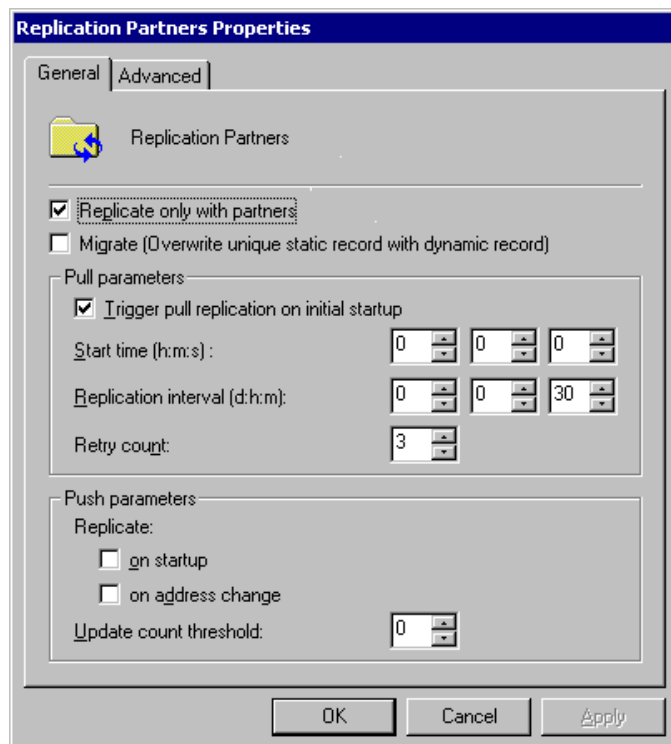 Replication Partners Properties
General Advanced
Replication Partners
Replicate only with partners
Migrate (Overwrite unique static record with dynamic record)
Pull parameters
Trigger pull replication on initial startup
Start time (h:m:s) : 0 0 0
Replication interval (d:h:m): 0 0 30
Retry count: 3
Push parameters
Replicate:
on startup
on address change
Update count threshold: 0
OK Cancel Apply